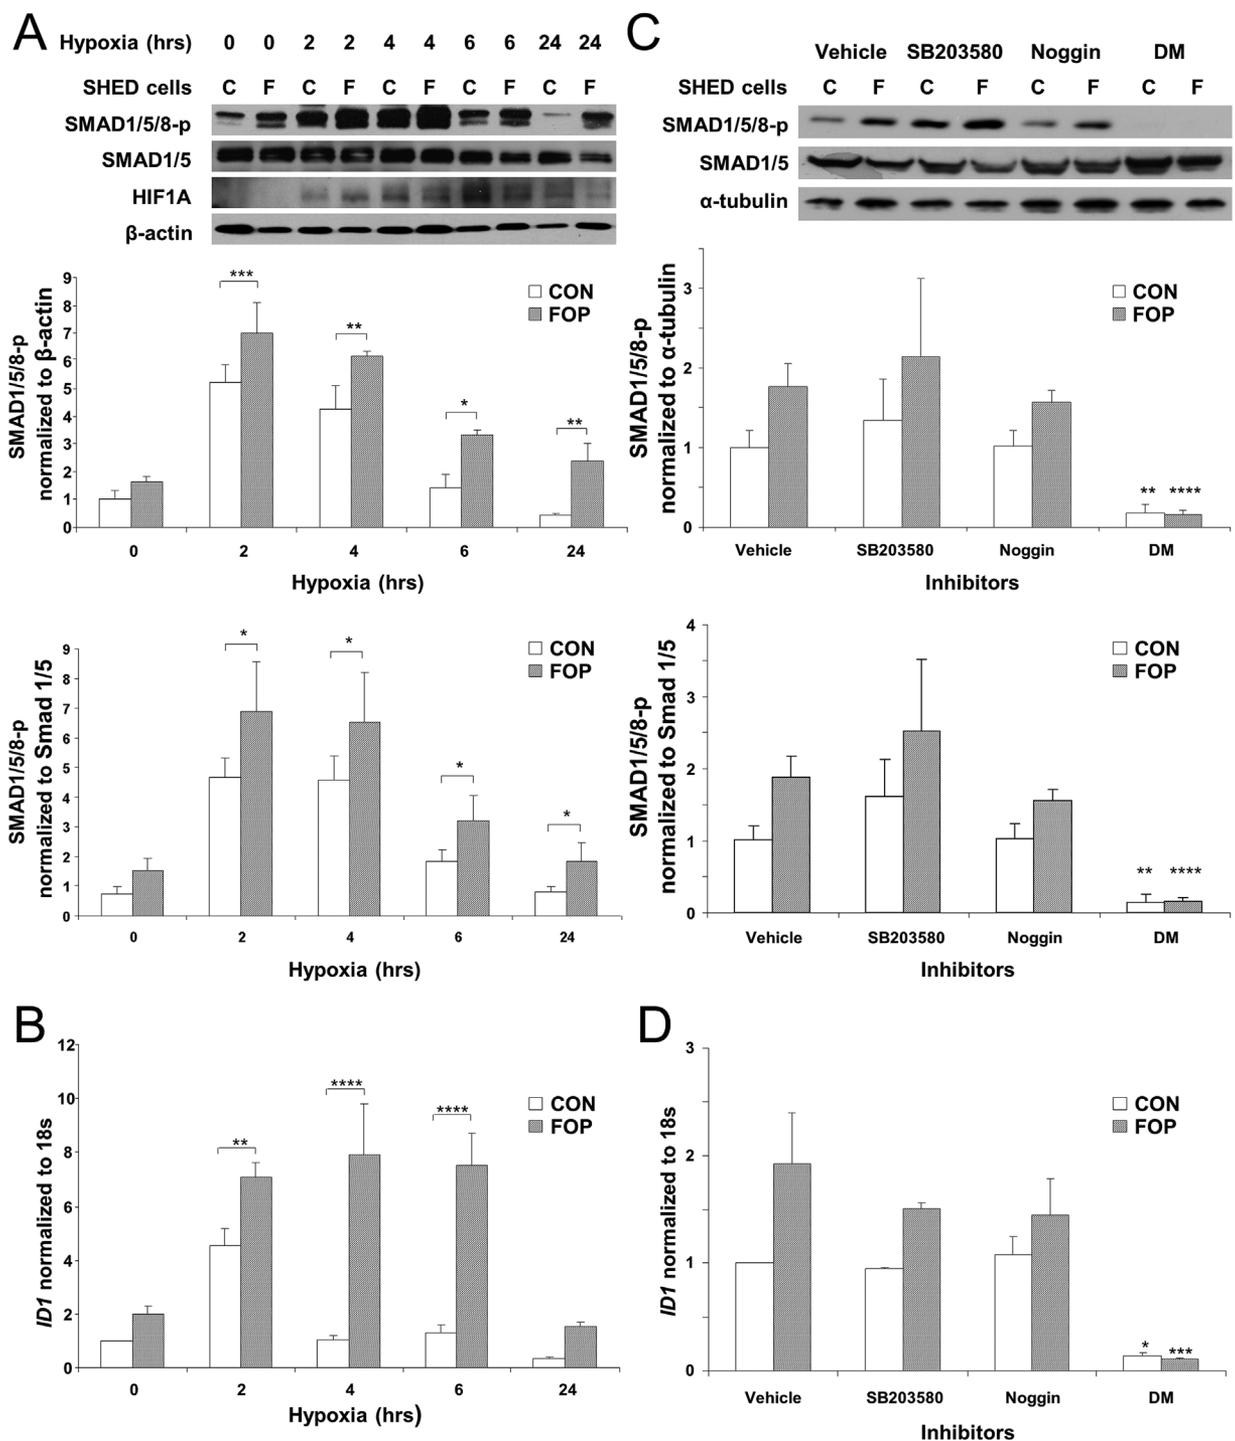 A
Hypoxia (hrs) 0 0 2 2 4 4 6 6 24 24
SHED cells C F C F C F C F C F
SMAD1/5/8-p
SMAD1/5
HIF1A
β-actin
SMAD1/5/8-p
normalized to β-actin
9
8
7
6
5
4
3
2
1
0
***
**
*
**
CON
FOP
0 2 4 6 24
Hypoxia (hrs)
SMAD1/5/8-p
normalized to Smad 1/5
9
8
7
6
5
4
3
2
1
0
*
*
*
*
CON
FOP
0 2 4 6 24
Hypoxia (hrs)
B
ID1 normalized to 18s
12
10
8
6
4
2
0
**
****
****
CON
FOP
0 2 4 6 24
Hypoxia (hrs)
C
Vehicle SB203580 Noggin DM
SHED cells C F C F C F C F
SMAD1/5/8-p
SMAD1/5
α-tubulin
SMAD1/5/8-p
normalized to α-tubulin
3
2
1
0
CON
FOP
** ****
Vehicle SB203580 Noggin DM
Inhibitors
SMAD1/5/8-p
normalized to Smad 1/5
4
3
2
1
0
CON
FOP
** ****
Vehicle SB203580 Noggin DM
Inhibitors
D
ID1 normalized to 18s
3
2
1
0
CON
FOP
* ***
Vehicle SB203580 Noggin DM
Inhibitors